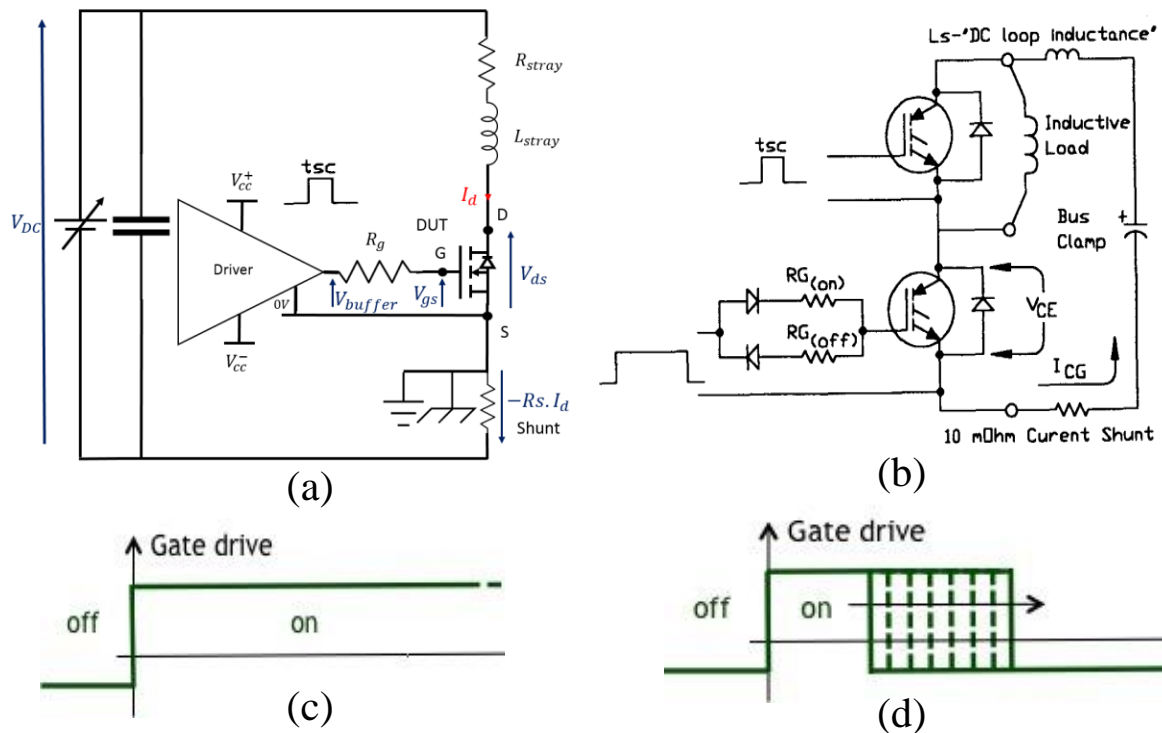 R_stray
L_stray
tsc
V_cc^+
I_d
D
V_DC
R_g
DUT
G
Driver
V_ds
0V
V_buffer
V_gs
S
V_cc^-
-Rs.I_d
Shunt
(a)
Ls-"DC loop inductance"
tsc
Inductive
Load
Bus
Clamp
+
RG(on)
RG(off)
VCE
ICG
10 mOhm Curent Shunt
(b)
Gate drive
off
on
(c)
Gate drive
off
on
(d)